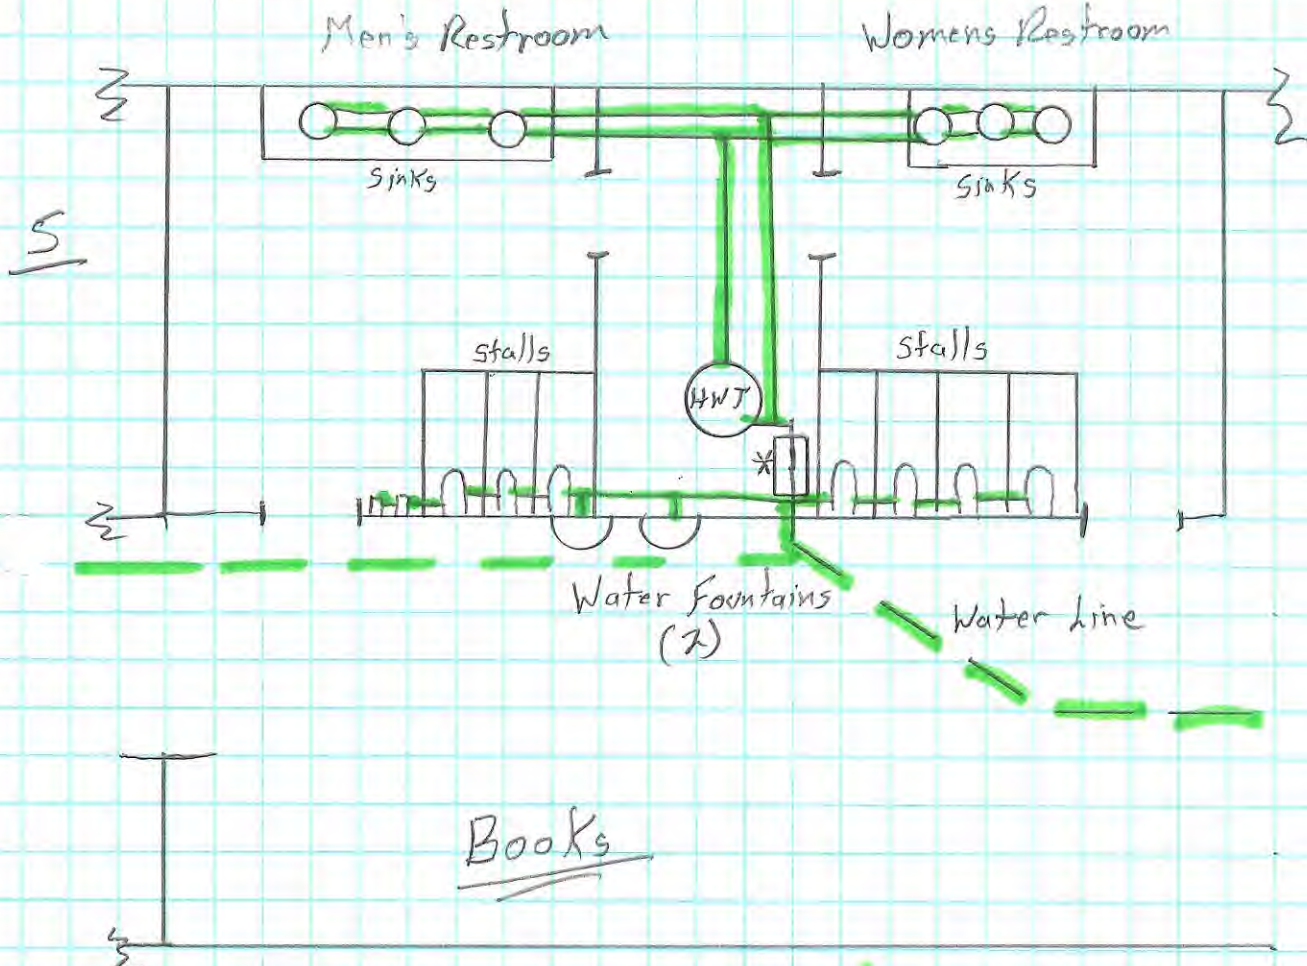 Men's Restroom
Womens Restroom
Sinks
Sinks
S
Stalls
Stalls
HWT
*
Water Fountains
(2)
Water Line
Books